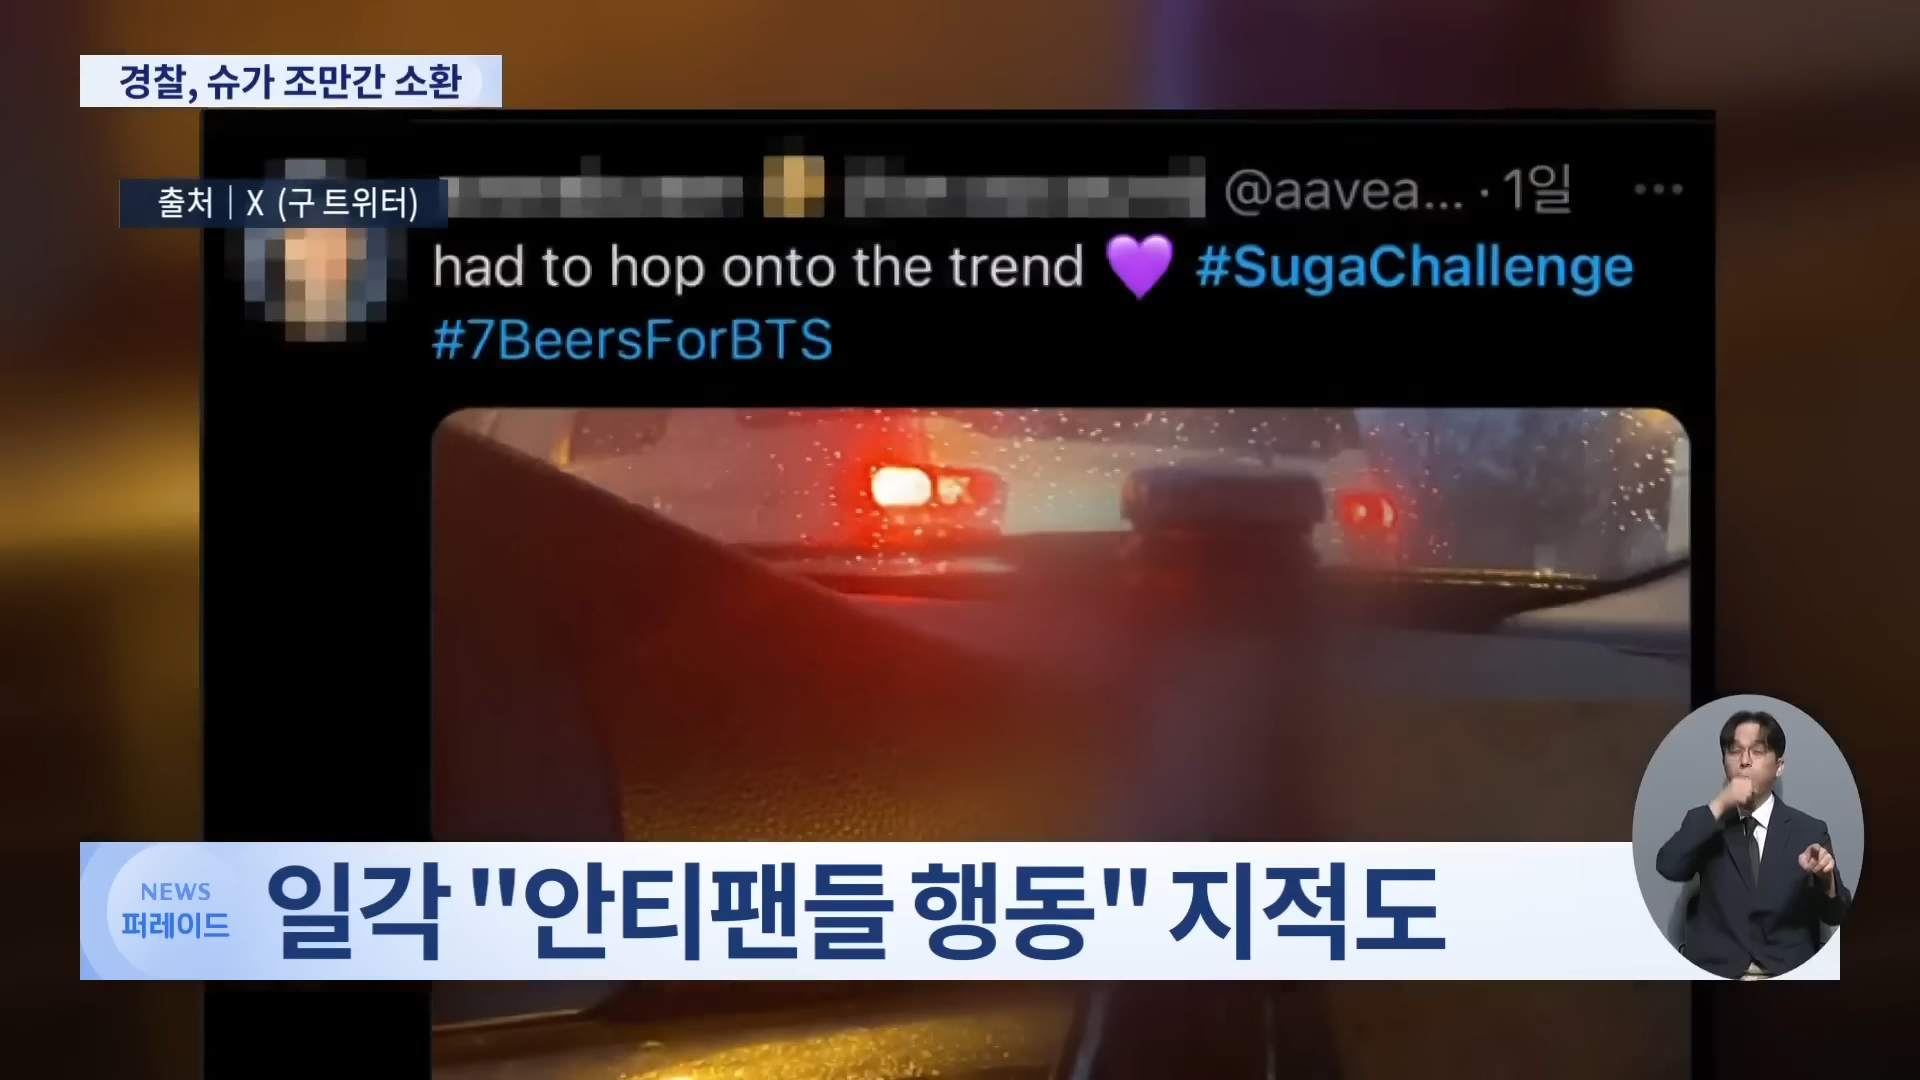 경찰, 슈가 조만간 소환
출처|X (구 트위터)
@aavea... · 1일
had to hop onto the trend 💜 #SugaChallenge
#7BeersForBTS
NEWS
퍼레이드
일각 "안티팬들 행동" 지적도